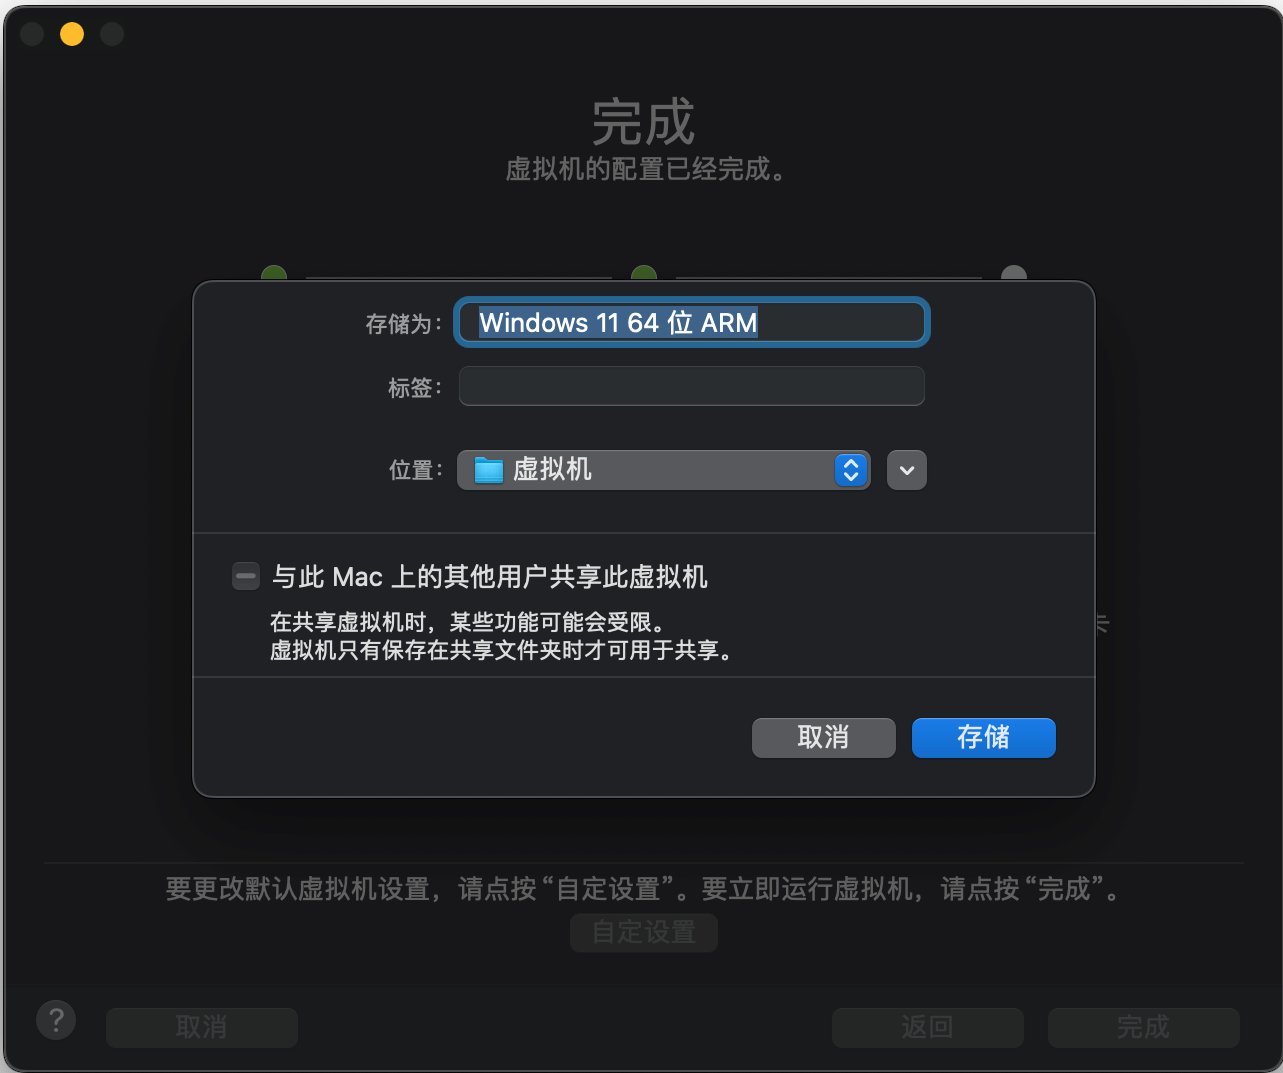 完成
虚拟机的配置已经完成。
存储为：
Windows 11 64 位 ARM
标签：
位置：
虚拟机
与此 Mac 上的其他用户共享此虚拟机
在共享虚拟机时，某些功能可能会受限。
虚拟机只有保存在共享文件夹时才可用于共享。
取消
存储
要更改默认虚拟机设置，请点按“自定设置”。要立即运行虚拟机，请点按“完成”。
自定设置
?
取消
返回
完成